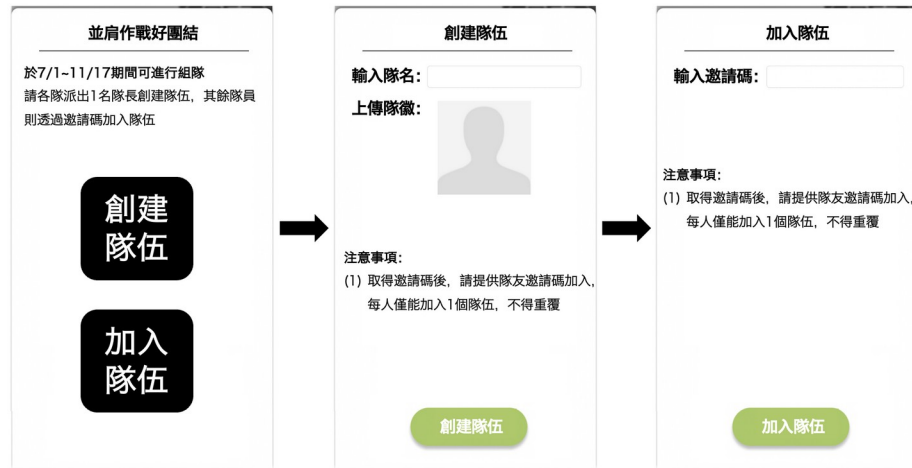 並肩作戰好團結
於7/1~11/17期間可進行組隊
請各隊派出1名隊長創建隊伍，其餘隊員
則透過邀請碼加入隊伍
創建
隊伍
加入
隊伍
創建隊伍
輸入隊名：
上傳隊徽：
注意事項：
(1) 取得邀請碼後，請提供隊友邀請碼加入，
每人僅能加入1個隊伍，不得重覆
創建隊伍
加入隊伍
輸入邀請碼：
注意事項：
(1) 取得邀請碼後，請提供隊友邀請碼加入，
每人僅能加入1個隊伍，不得重覆
加入隊伍